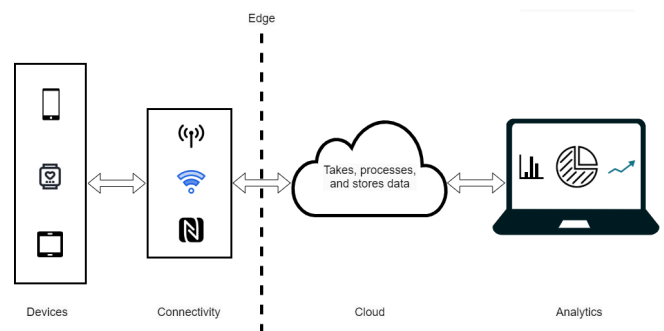 Edge
Takes, processes,
and stores data
Devices
Connectivity
Cloud
Analytics